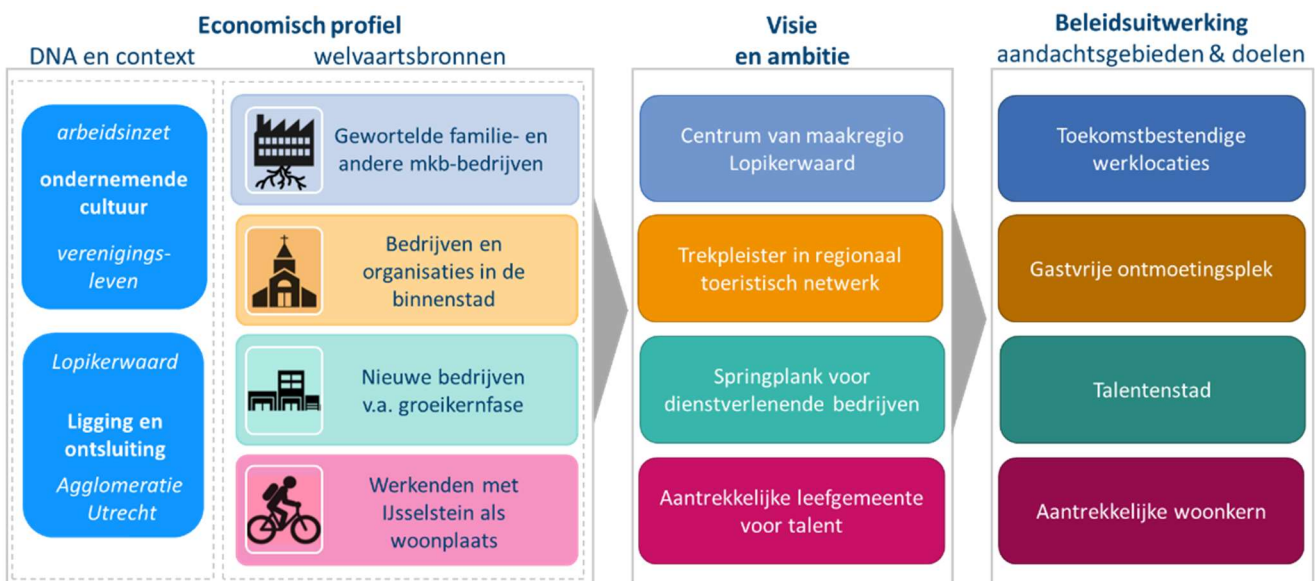 Economisch profiel
DNA en context
welvaartsbronnen
arbeidsinzet
ondernemende
cultuur
verenigings-
leven
Lopikerwaard
Ligging en
ontsluiting
Agglomeratie
Utrecht
Gewortelde familie- en
andere mkb-bedrijven
Bedrijven en
organisaties in de
binnenstad
Nieuwe bedrijven
v.a. groeikernfase
Werkenden met
IJsselstein als
woonplaats
Visie
en ambitie
Centrum van maakregio
Lopikerwaard
Trekpleister in regionaal
toeristisch netwerk
Springplank voor
dienstverlenende bedrijven
Aantrekkelijke leefgemeente
voor talent
Beleidsuitwerking
aandachtsgebieden & doelen
Toekomstbestendige
werklocaties
Gastvrije ontmoetingsplek
Talentenstad
Aantrekkelijke woonkern